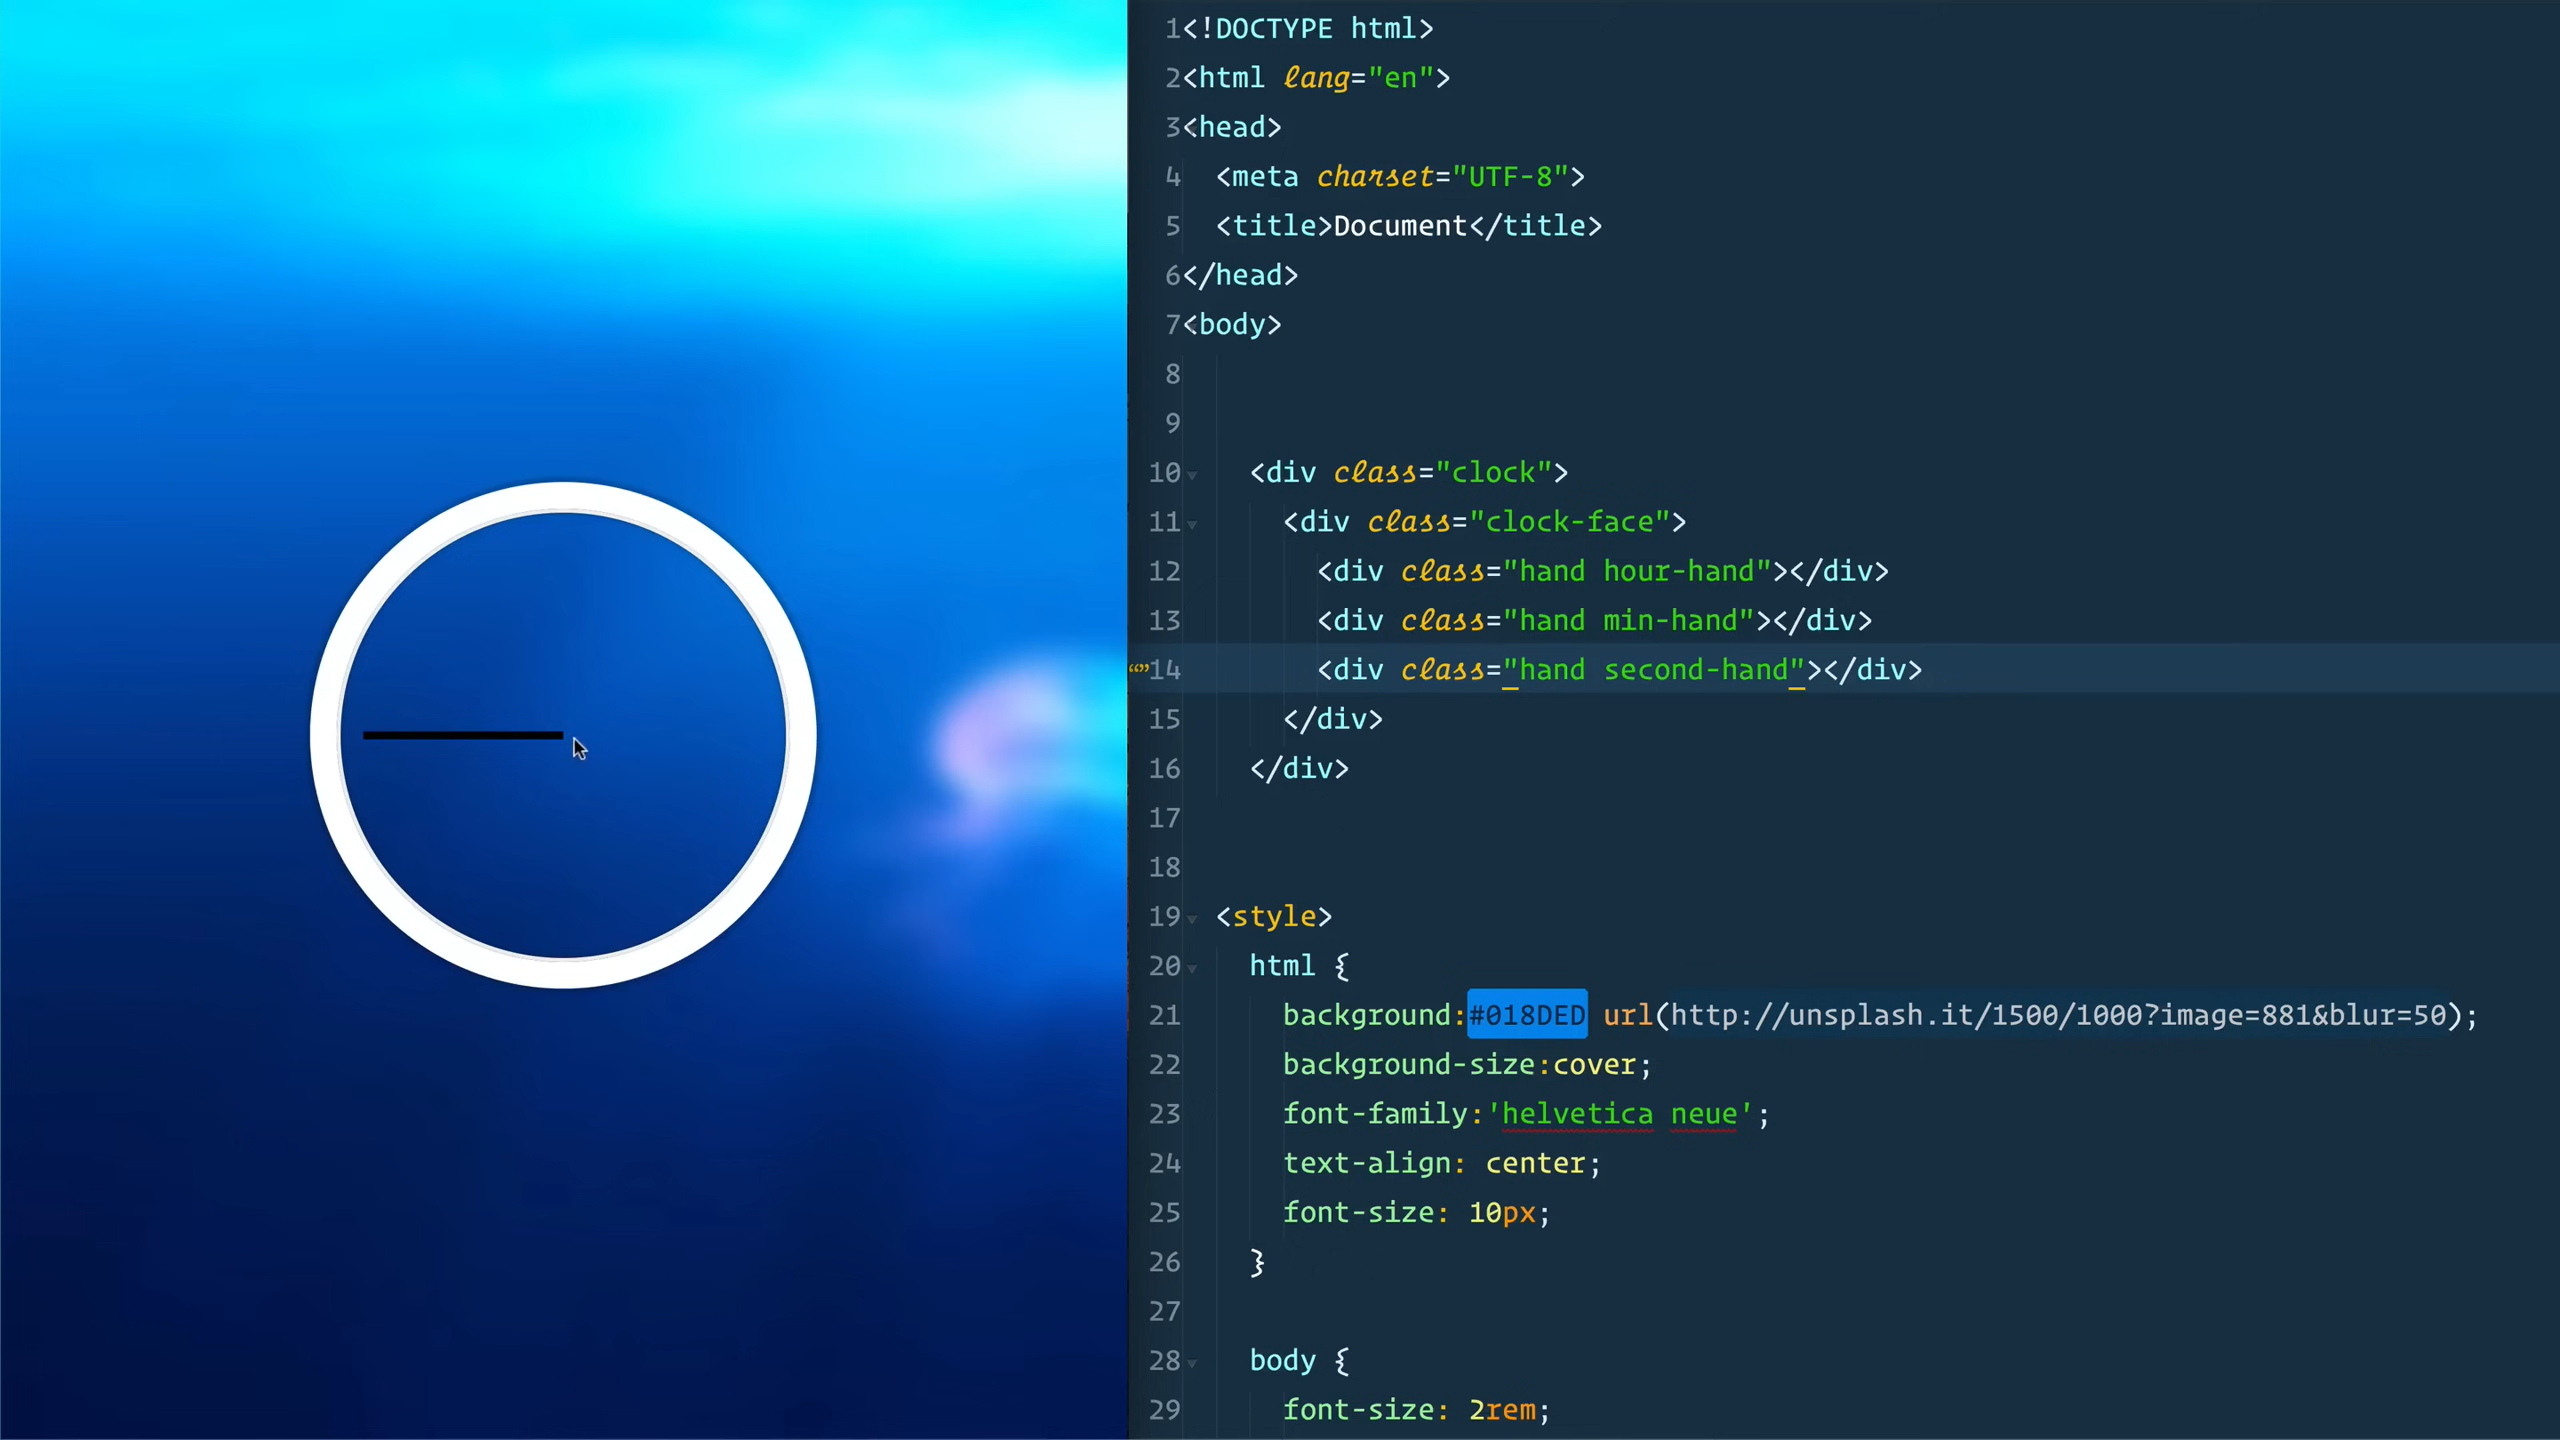 1<!DOCTYPE html>
2<html lang="en">
3<head>
4  <meta charset="UTF-8">
5  <title>Document</title>
6</head>
7<body>
8
9
10    <div class="clock">
11      <div class="clock-face">
12        <div class="hand hour-hand"></div>
13        <div class="hand min-hand"></div>
“”14        <div class="hand second-hand"></div>
15      </div>
16    </div>
17
18
19  <style>
20    html {
21      background:#018DED url(http://unsplash.it/1500/1000?image=881&blur=50);
22      background-size:cover;
23      font-family:'helvetica neue';
24      text-align: center;
25      font-size: 10px;
26    }
27
28    body {
29      font-size: 2rem;